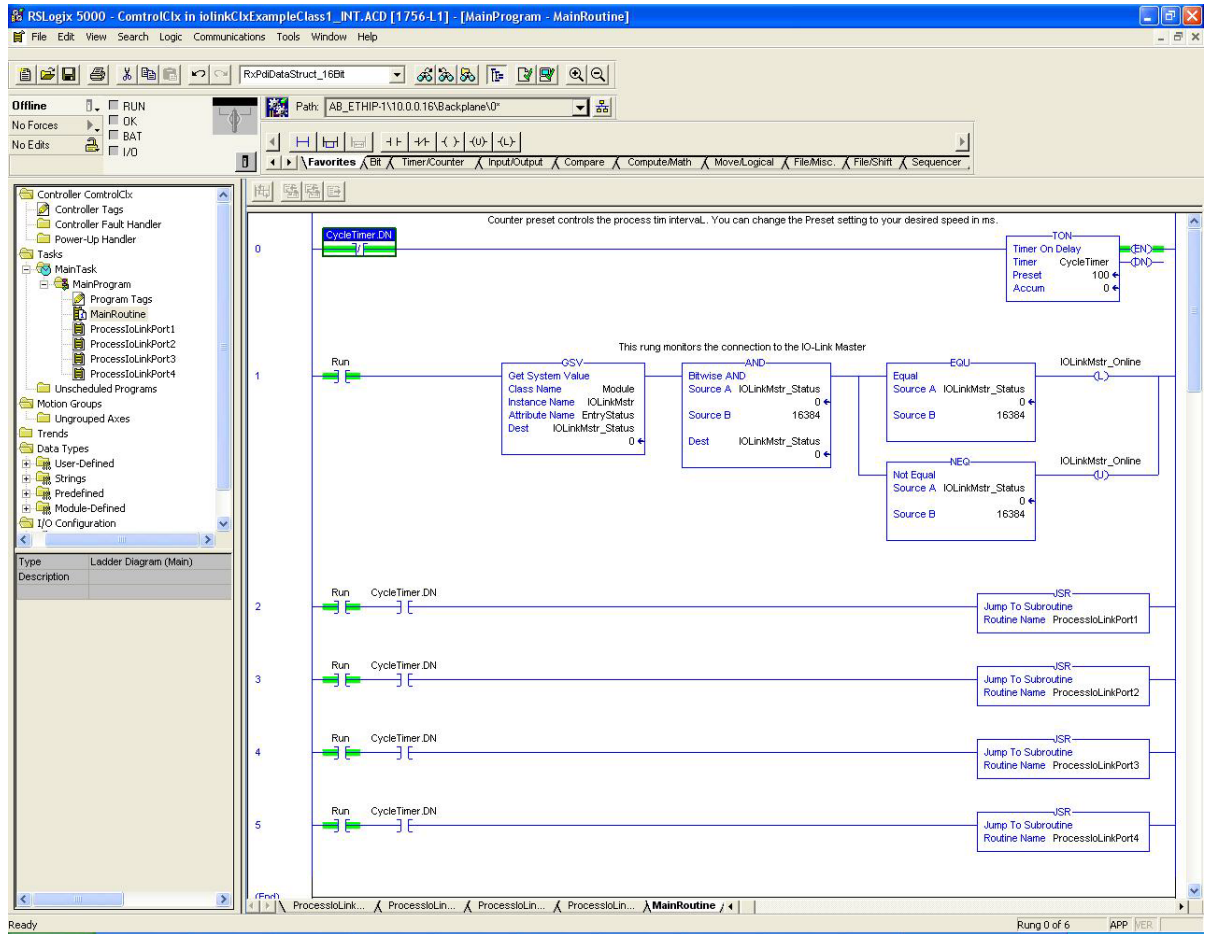 RSLogix 5000 - ComtrolClx in iolinkClxExampleClass1_INT.ACD [1756-L1] - [MainProgram - MainRoutine]
File Edit View Search Logic Communications Tools Window Help
RxPdiDataStruct_16Bit
Offline
RUN
No Forces
OK
No Edits
BAT
I/O
Path: AB_ETHIP-1\10.0.0.16\Backplane\0*
Favorites Bit Timer/Counter Input/Output Compare Compute/Math Move/Logical File/Misc. File/Shift Sequencer
Controller ComtrolClx
Controller Tags
Controller Fault Handler
Power-Up Handler
Tasks
MainTask
MainProgram
Program Tags
MainRoutine
ProcessIoLinkPort1
ProcessIoLinkPort2
ProcessIoLinkPort3
ProcessIoLinkPort4
Unscheduled Programs
Motion Groups
Ungrouped Axes
Trends
Data Types
User-Defined
Strings
Predefined
Module-Defined
I/O Configuration
Type Ladder Diagram (Main)
Description
Counter preset controls the process tim intervaL. You can change the Preset setting to your desired speed in ms.
0
CycleTimer.DN
TON
Timer On Delay
Timer CycleTimer
Preset 100
Accum 0
EN
DN
This rung monitors the connection to the IO-Link Master
1
Run
GSV
Get System Value
Class Name Module
Instance Name IOLinkMstr
Attribute Name EntryStatus
Dest IOLinkMstr_Status
0
AND
Bitwise AND
Source A IOLinkMstr_Status
0
Source B 16384
Dest IOLinkMstr_Status
0
EQU
Equal
Source A IOLinkMstr_Status
0
Source B 16384
IOLinkMstr_Online
L
NEQ
Not Equal
Source A IOLinkMstr_Status
0
Source B 16384
IOLinkMstr_Online
U
2
Run CycleTimer.DN
JSR
Jump To Subroutine
Routine Name ProcessIoLinkPort1
3
Run CycleTimer.DN
JSR
Jump To Subroutine
Routine Name ProcessIoLinkPort2
4
Run CycleTimer.DN
JSR
Jump To Subroutine
Routine Name ProcessIoLinkPort3
5
Run CycleTimer.DN
JSR
Jump To Subroutine
Routine Name ProcessIoLinkPort4
(End)
ProcessIoLink... ProcessIoLin... ProcessIoLin... ProcessIoLin... MainRoutine
Ready
Rung 0 of 6 APP VER